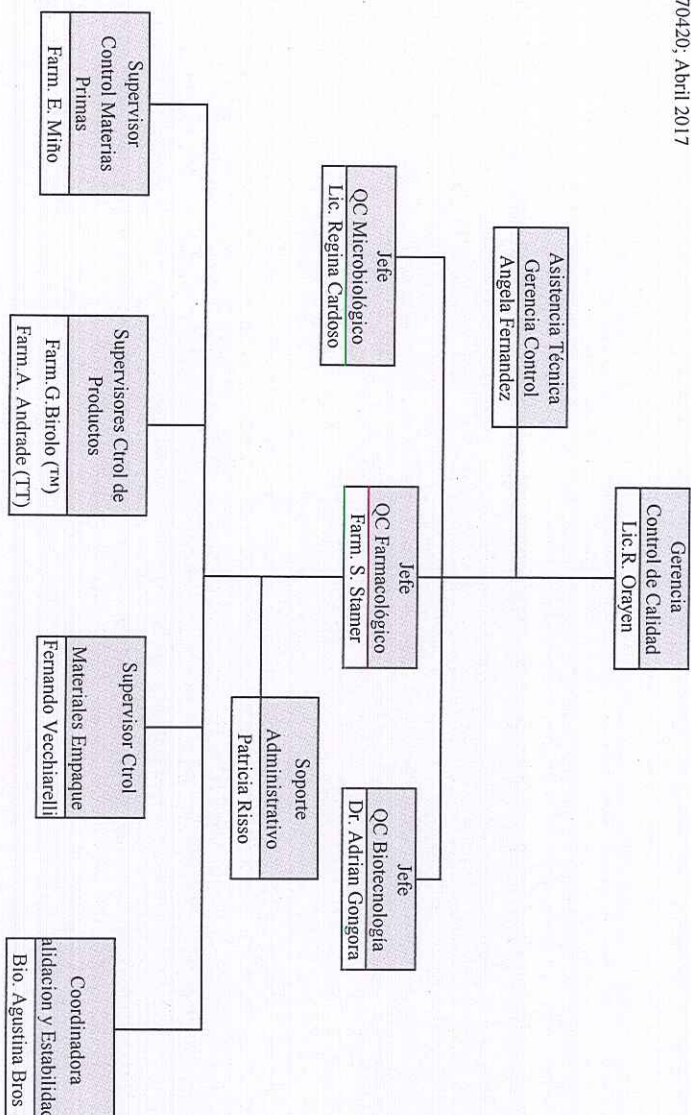 70420; Abril 2017
Gerencia
Control de Calidad
Lic.R. Orayen
Asistencia Técnica
Gerencia Control
Angela Fernandez
Jefe
QC Microbiológico
Lic. Regina Cardoso
Jefe
QC Farmacológico
Farm. S. Stamer
Jefe
QC Biotecnología
Dr. Adrian Gongora
Soporte
Administrativo
Patricia Risso
Supervisor
Control Materias
Primas
Farm. E. Miño
Supervisores Ctrol de
Productos
Farm.G.Birolo (TM)
Farm.A. Andrade (TT)
Supervisor Ctrol
Materiales Empaque
Fernando Vecchiarelli
Coordinadora
alidacion y Estabilidad
Bio. Agustina Bros